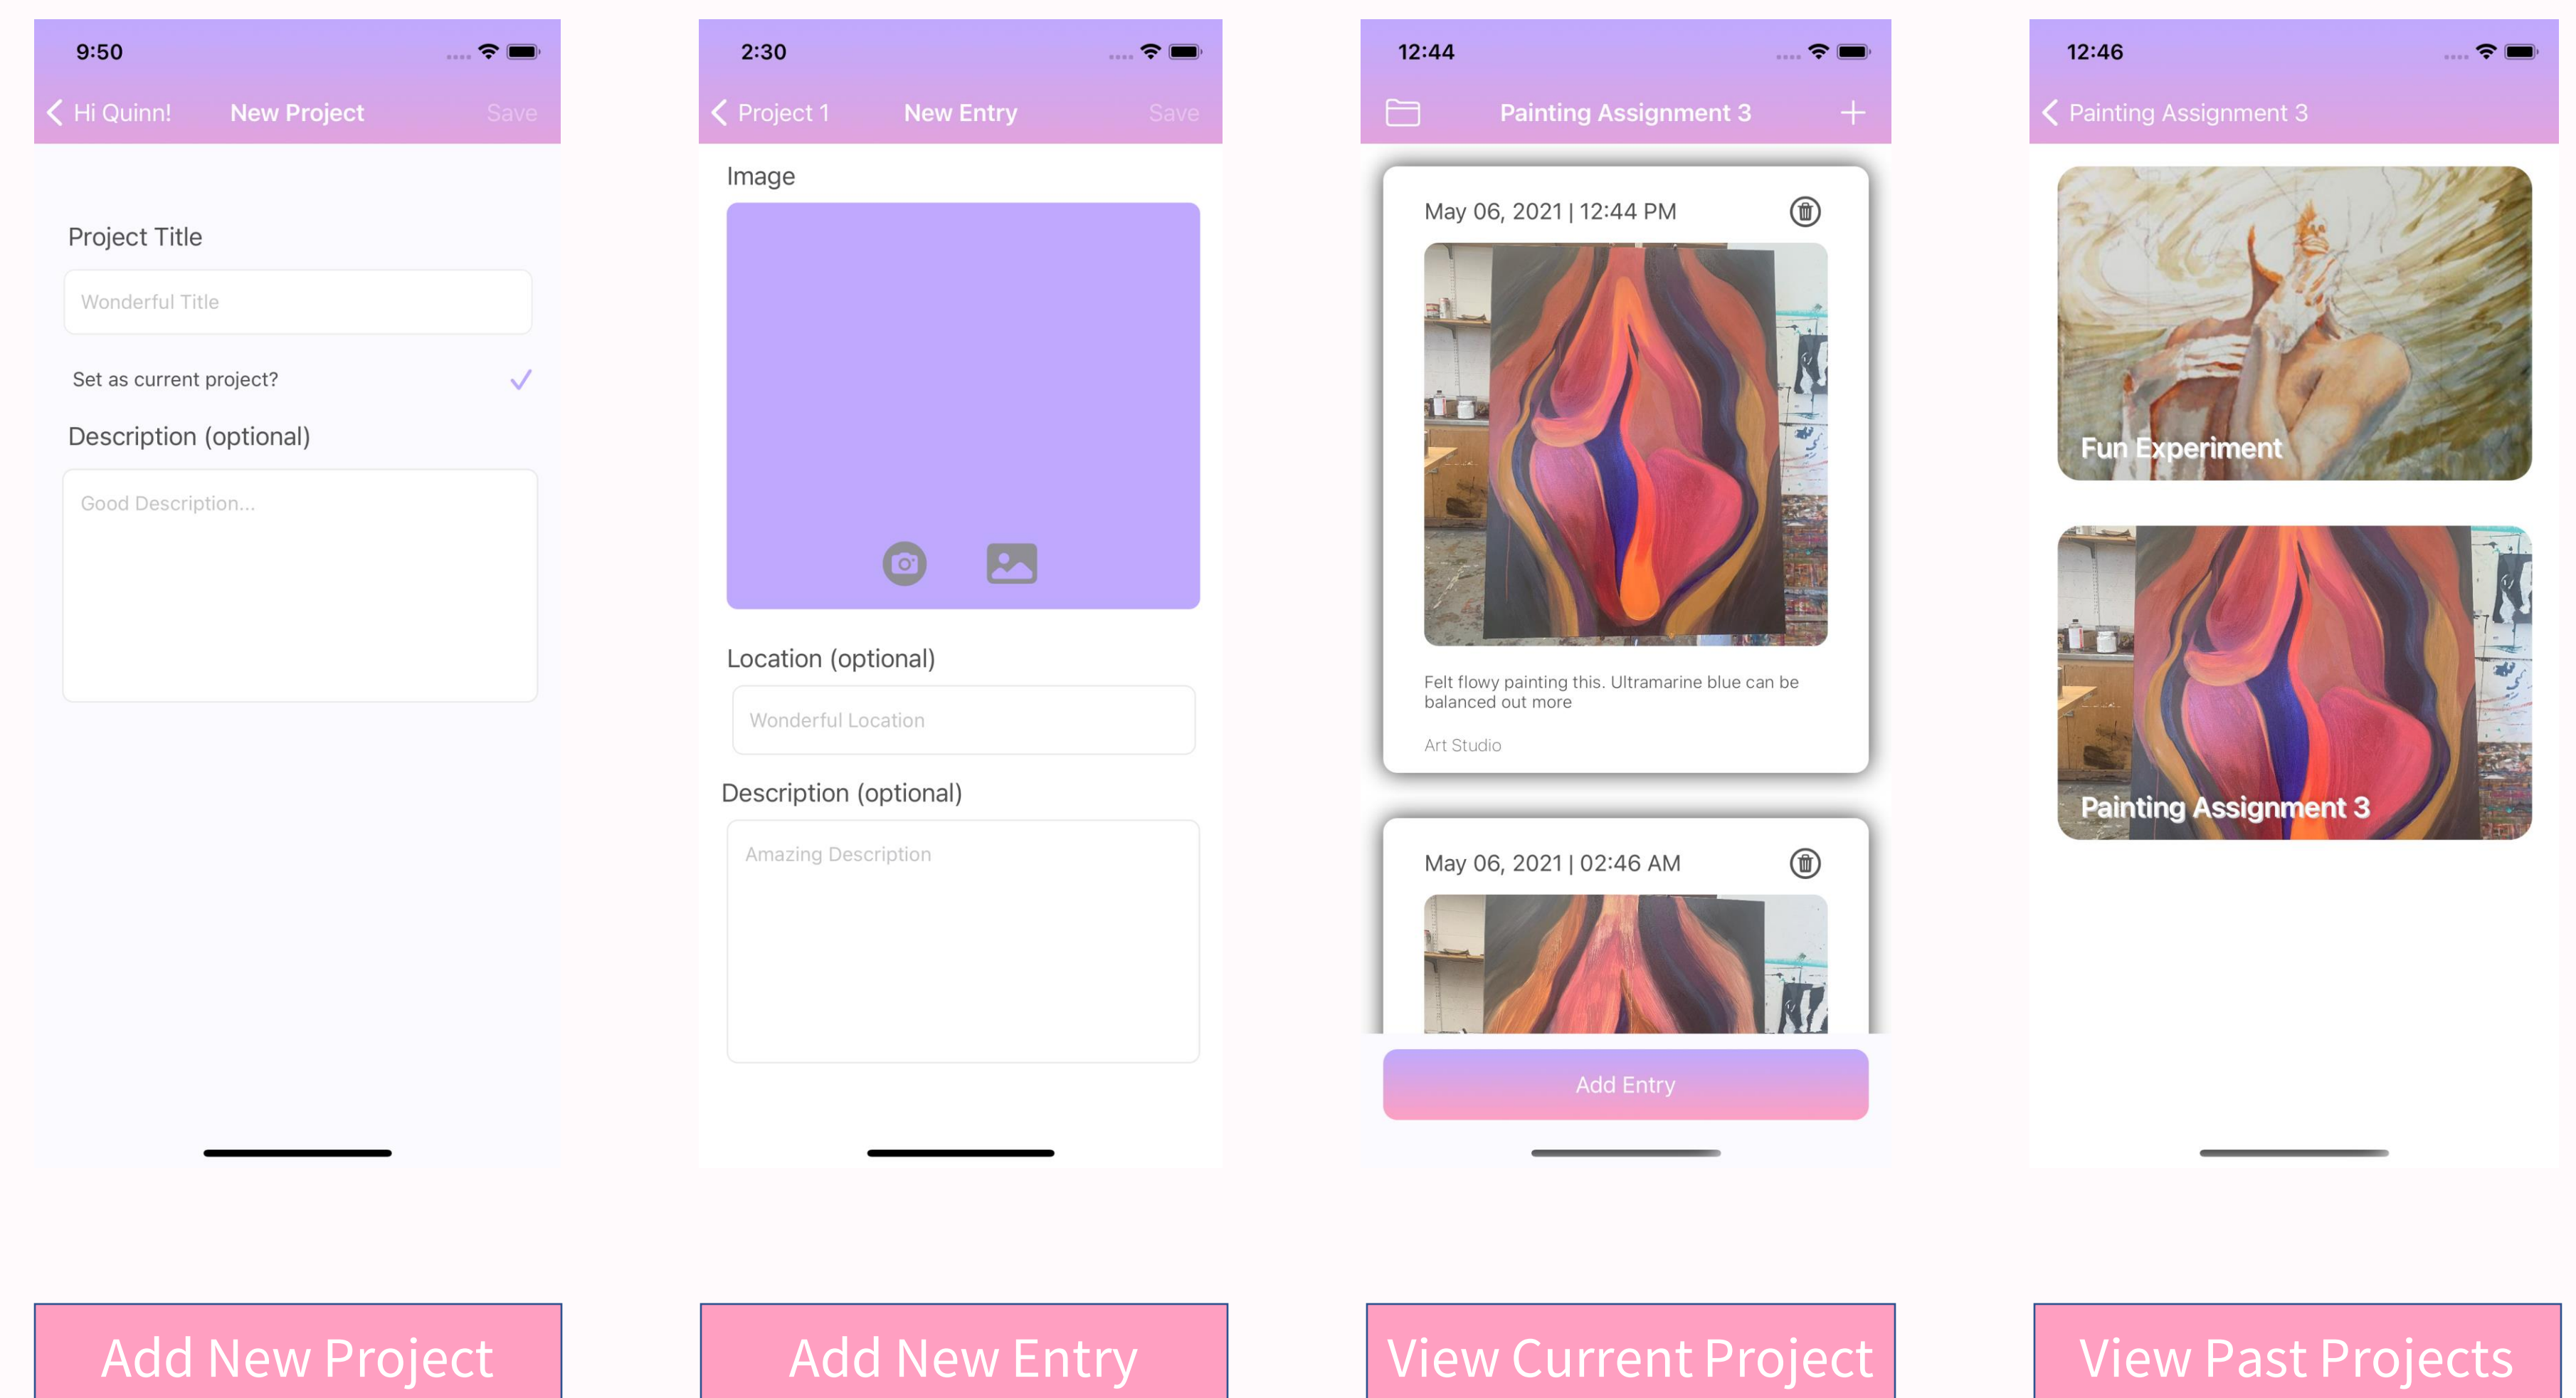 9:50
Hi Quinn!
New Project
Save
Project Title
Wonderful Title
Set as current project?
Description (optional)
Good Description...
Add New Project
2:30
Project 1
New Entry
Save
Image
Location (optional)
Wonderful Location
Description (optional)
Amazing Description
Add New Entry
12:44
Painting Assignment 3
May 06, 2021 | 12:44 PM
Felt flowy painting this. Ultramarine blue can be
balanced out more
Art Studio
May 06, 2021 | 02:46 AM
Add Entry
View Current Project
12:46
Painting Assignment 3
Fun Experiment
Painting Assignment 3
View Past Projects